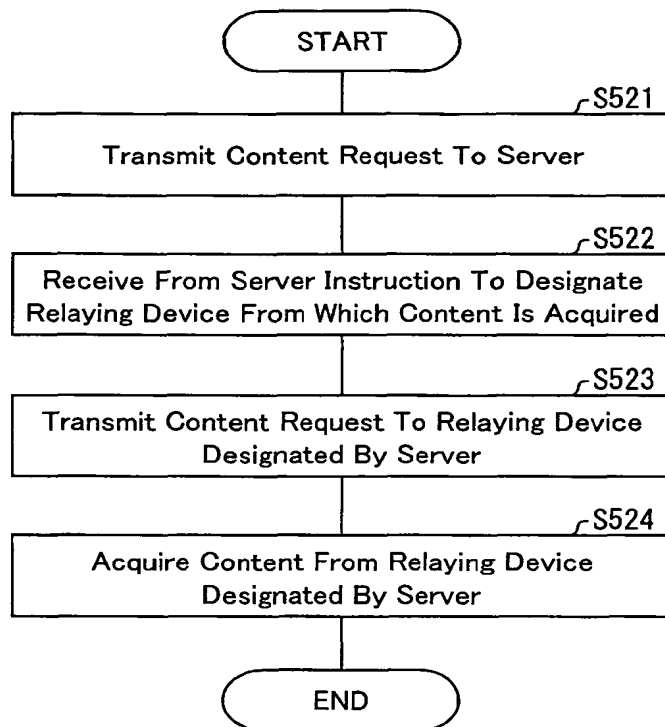 START
S521
Transmit Content Request To Server
S522
Receive From Server Instruction To Designate
Relaying Device From Which Content Is Acquired
S523
Transmit Content Request To Relaying Device
Designated By Server
S524
Acquire Content From Relaying Device
Designated By Server
END